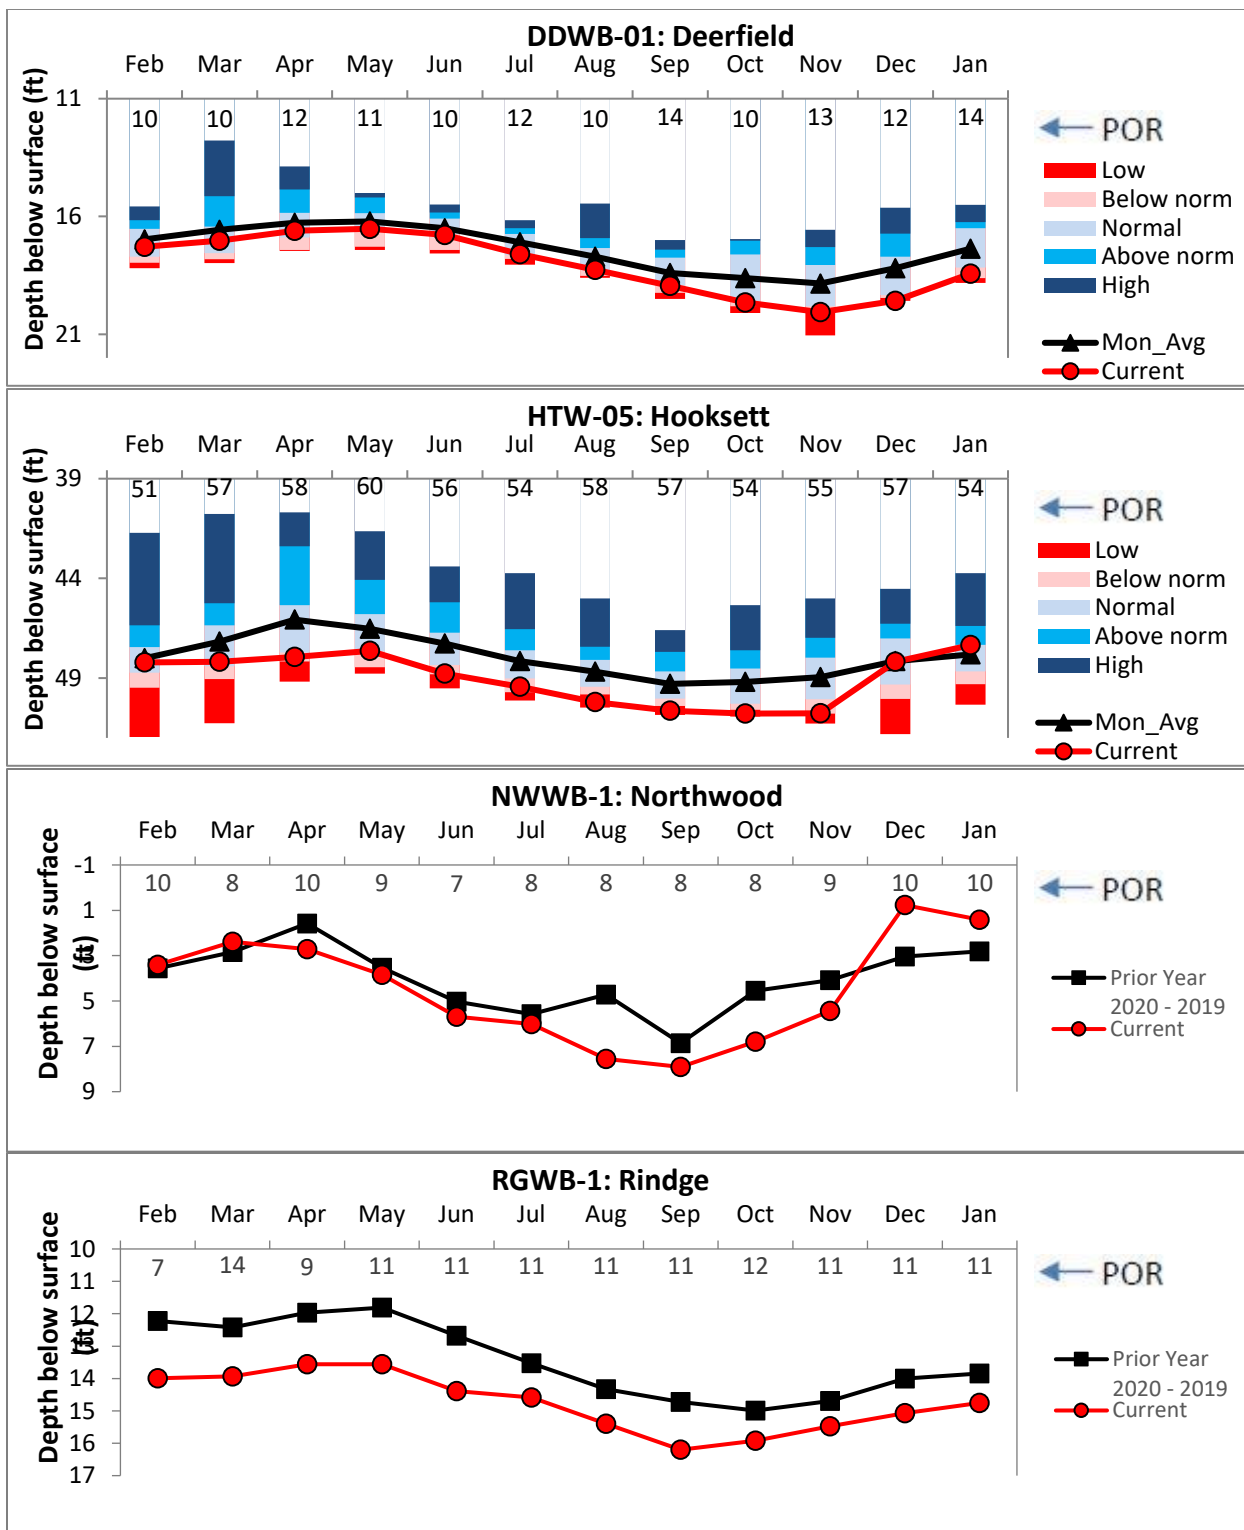 DDWB-01: Deerfield
Feb Mar Apr May Jun Jul Aug Sep Oct Nov Dec Jan
Depth below surface (ft)
11
16
21
10 10 12 11 10 12 10 14 10 13 12 14
POR
Low
Below norm
Normal
Above norm
High
Mon_Avg
Current
HTW-05: Hooksett
Feb Mar Apr May Jun Jul Aug Sep Oct Nov Dec Jan
Depth below surface (ft)
39
44
49
51 57 58 60 56 54 58 57 54 55 57 54
POR
Low
Below norm
Normal
Above norm
High
Mon_Avg
Current
NWWB-1: Northwood
Feb Mar Apr May Jun Jul Aug Sep Oct Nov Dec Jan
Depth below surface
(ft)
-1
1
3
5
7
9
10 8 10 9 7 8 8 8 8 9 10 10
POR
Prior Year
2020 - 2019
Current
RGWB-1: Rindge
Feb Mar Apr May Jun Jul Aug Sep Oct Nov Dec Jan
Depth below surface
(ft)
10
11
12
13
14
15
16
17
7 14 9 11 11 11 11 11 12 11 11 11
POR
Prior Year
2020 - 2019
Current